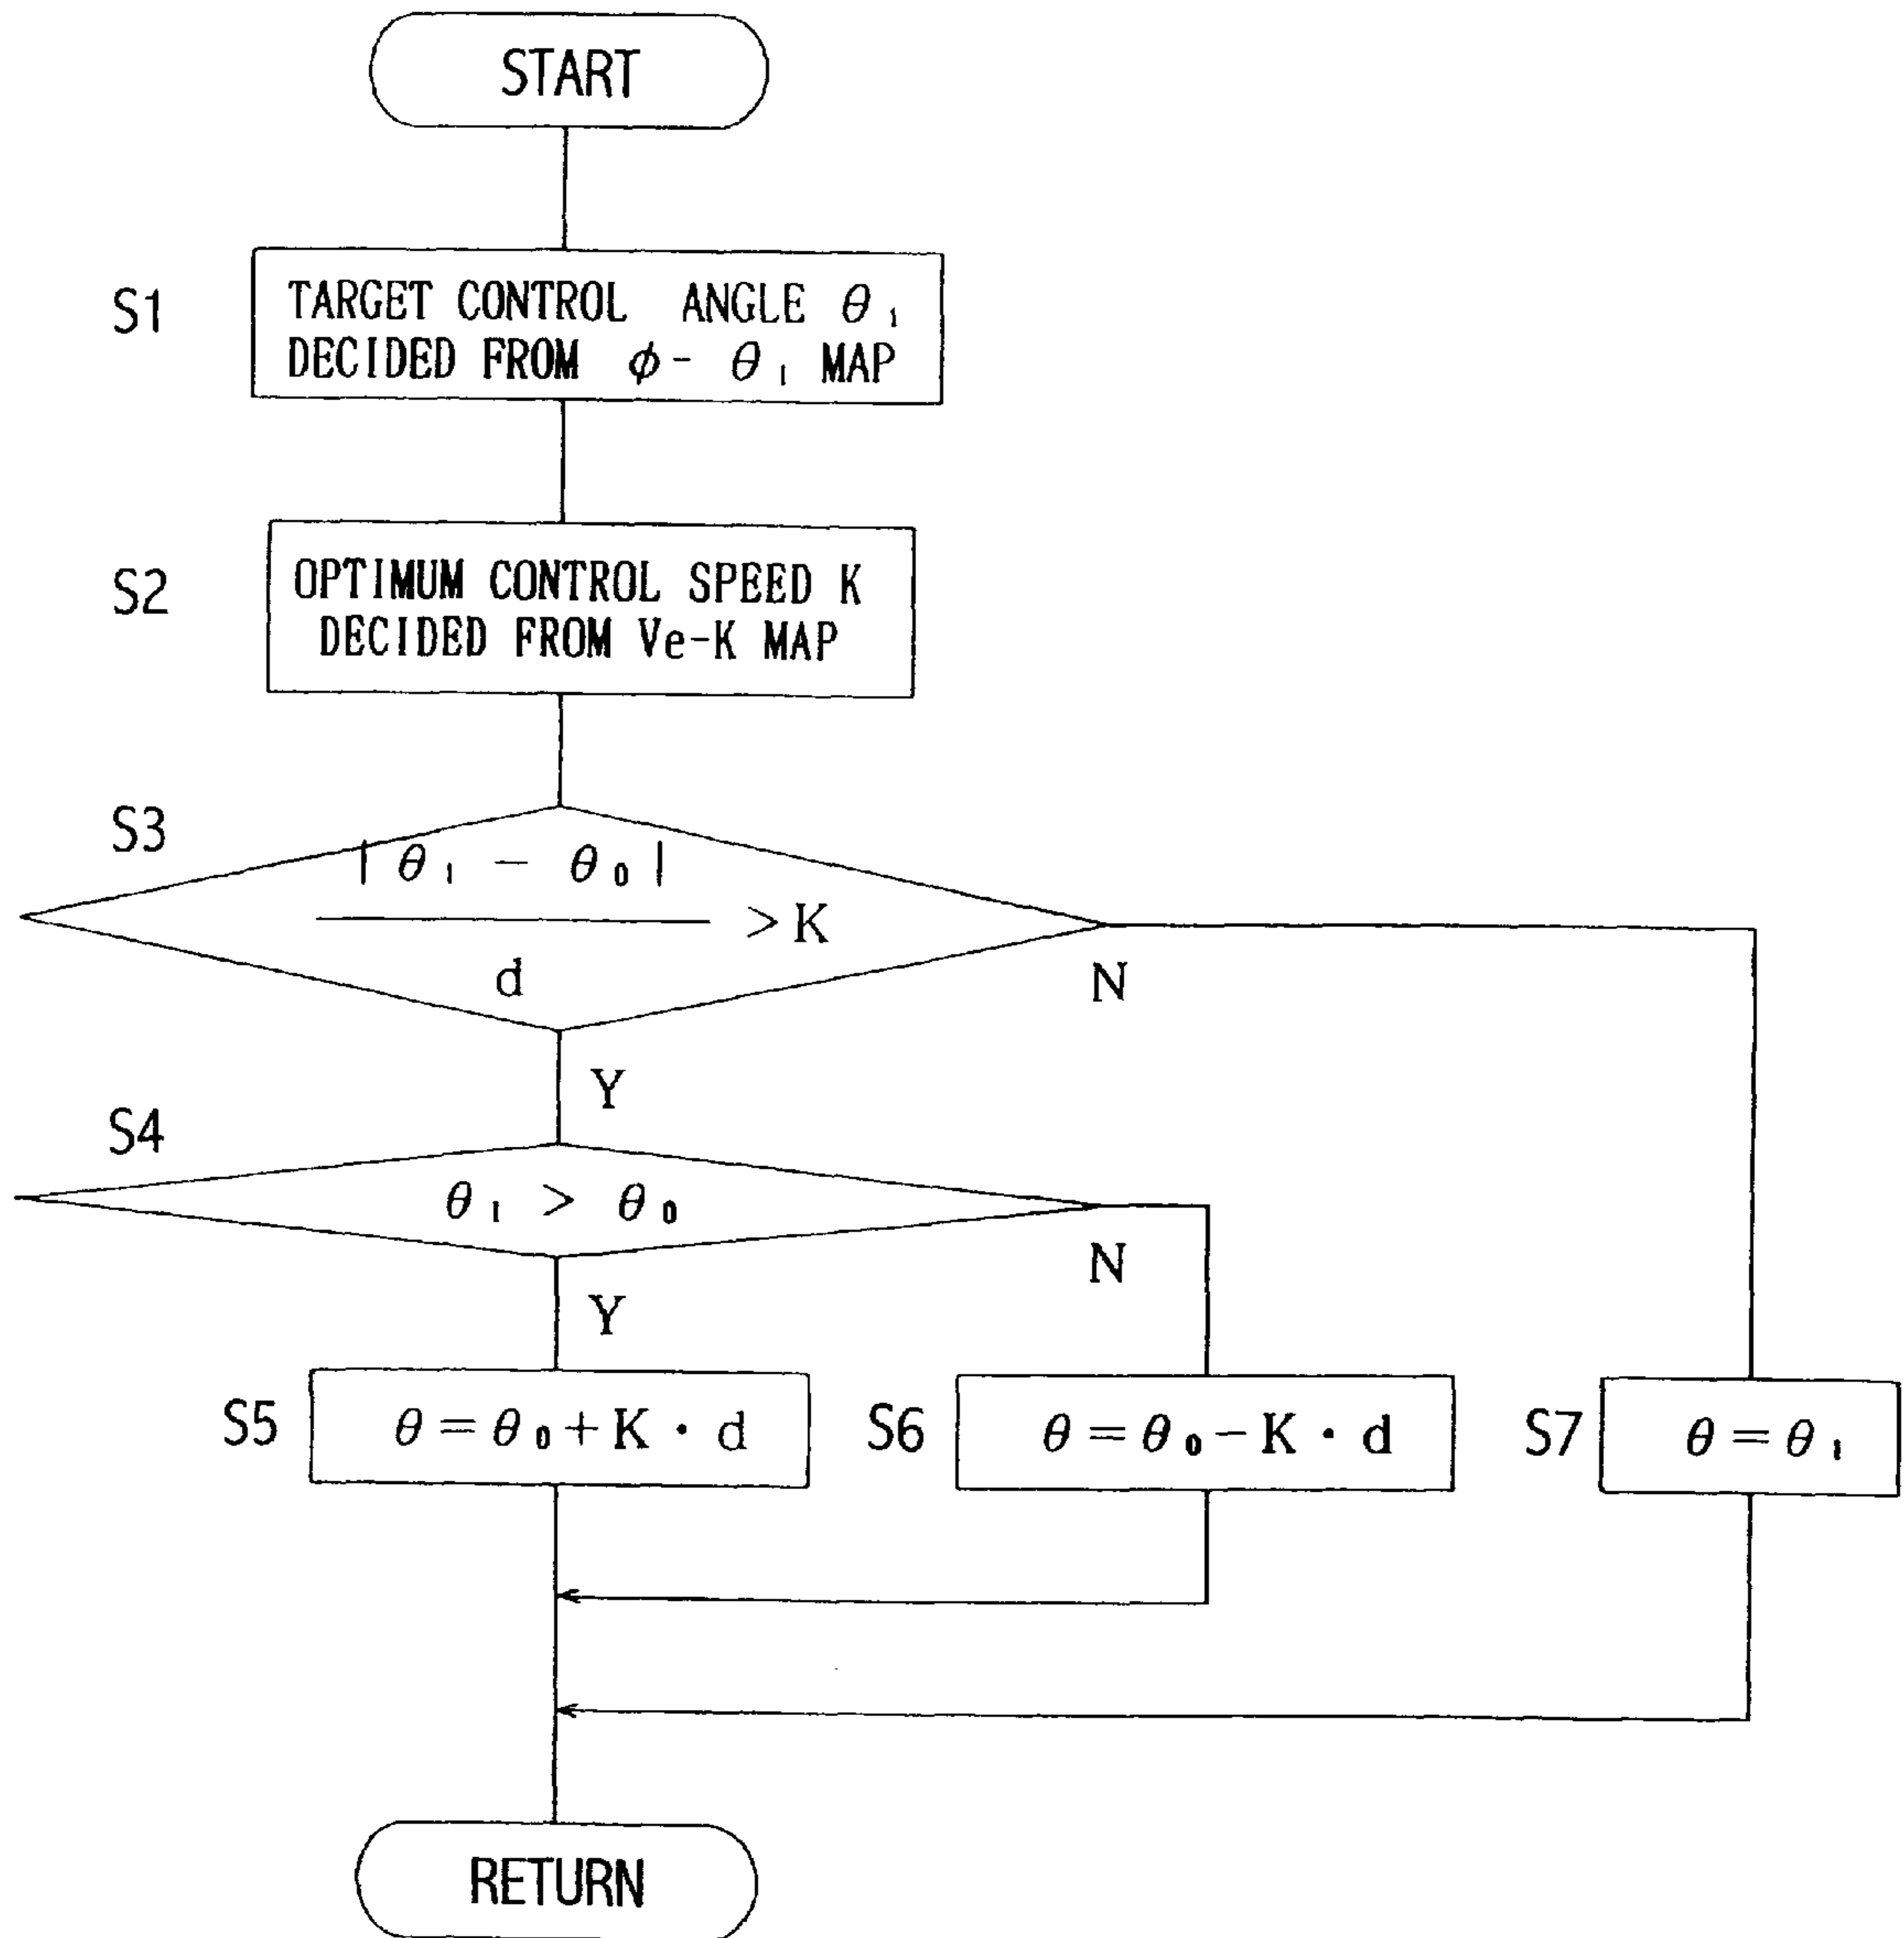 START
S1
TARGET CONTROL ANGLE θ₁
DECIDED FROM φ- θ₁ MAP
S2
OPTIMUM CONTROL SPEED K
DECIDED FROM Ve-K MAP
S3
| θ₁ - θ₀ |
> K
d
N
Y
S4
θ₁ > θ₀
N
Y
S5
θ = θ₀ + K · d
S6
θ = θ₀ - K · d
S7
θ = θ₁
RETURN